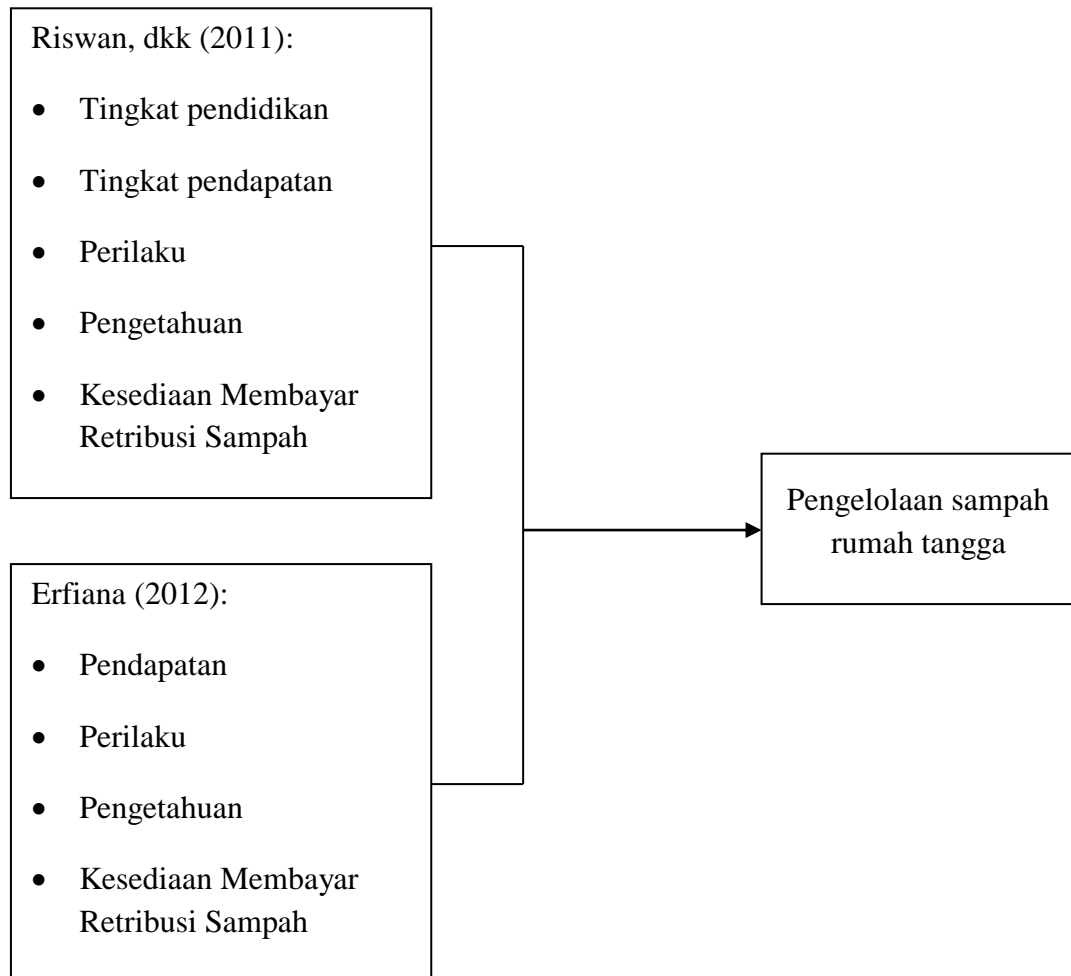 Riswan, dkk (2011):
• Tingkat pendidikan
• Tingkat pendapatan
• Perilaku
• Pengetahuan
• Kesediaan Membayar
Retribusi Sampah
Pengelolaan sampah
rumah tangga
Erfiana (2012):
• Pendapatan
• Perilaku
• Pengetahuan
• Kesediaan Membayar
Retribusi Sampah